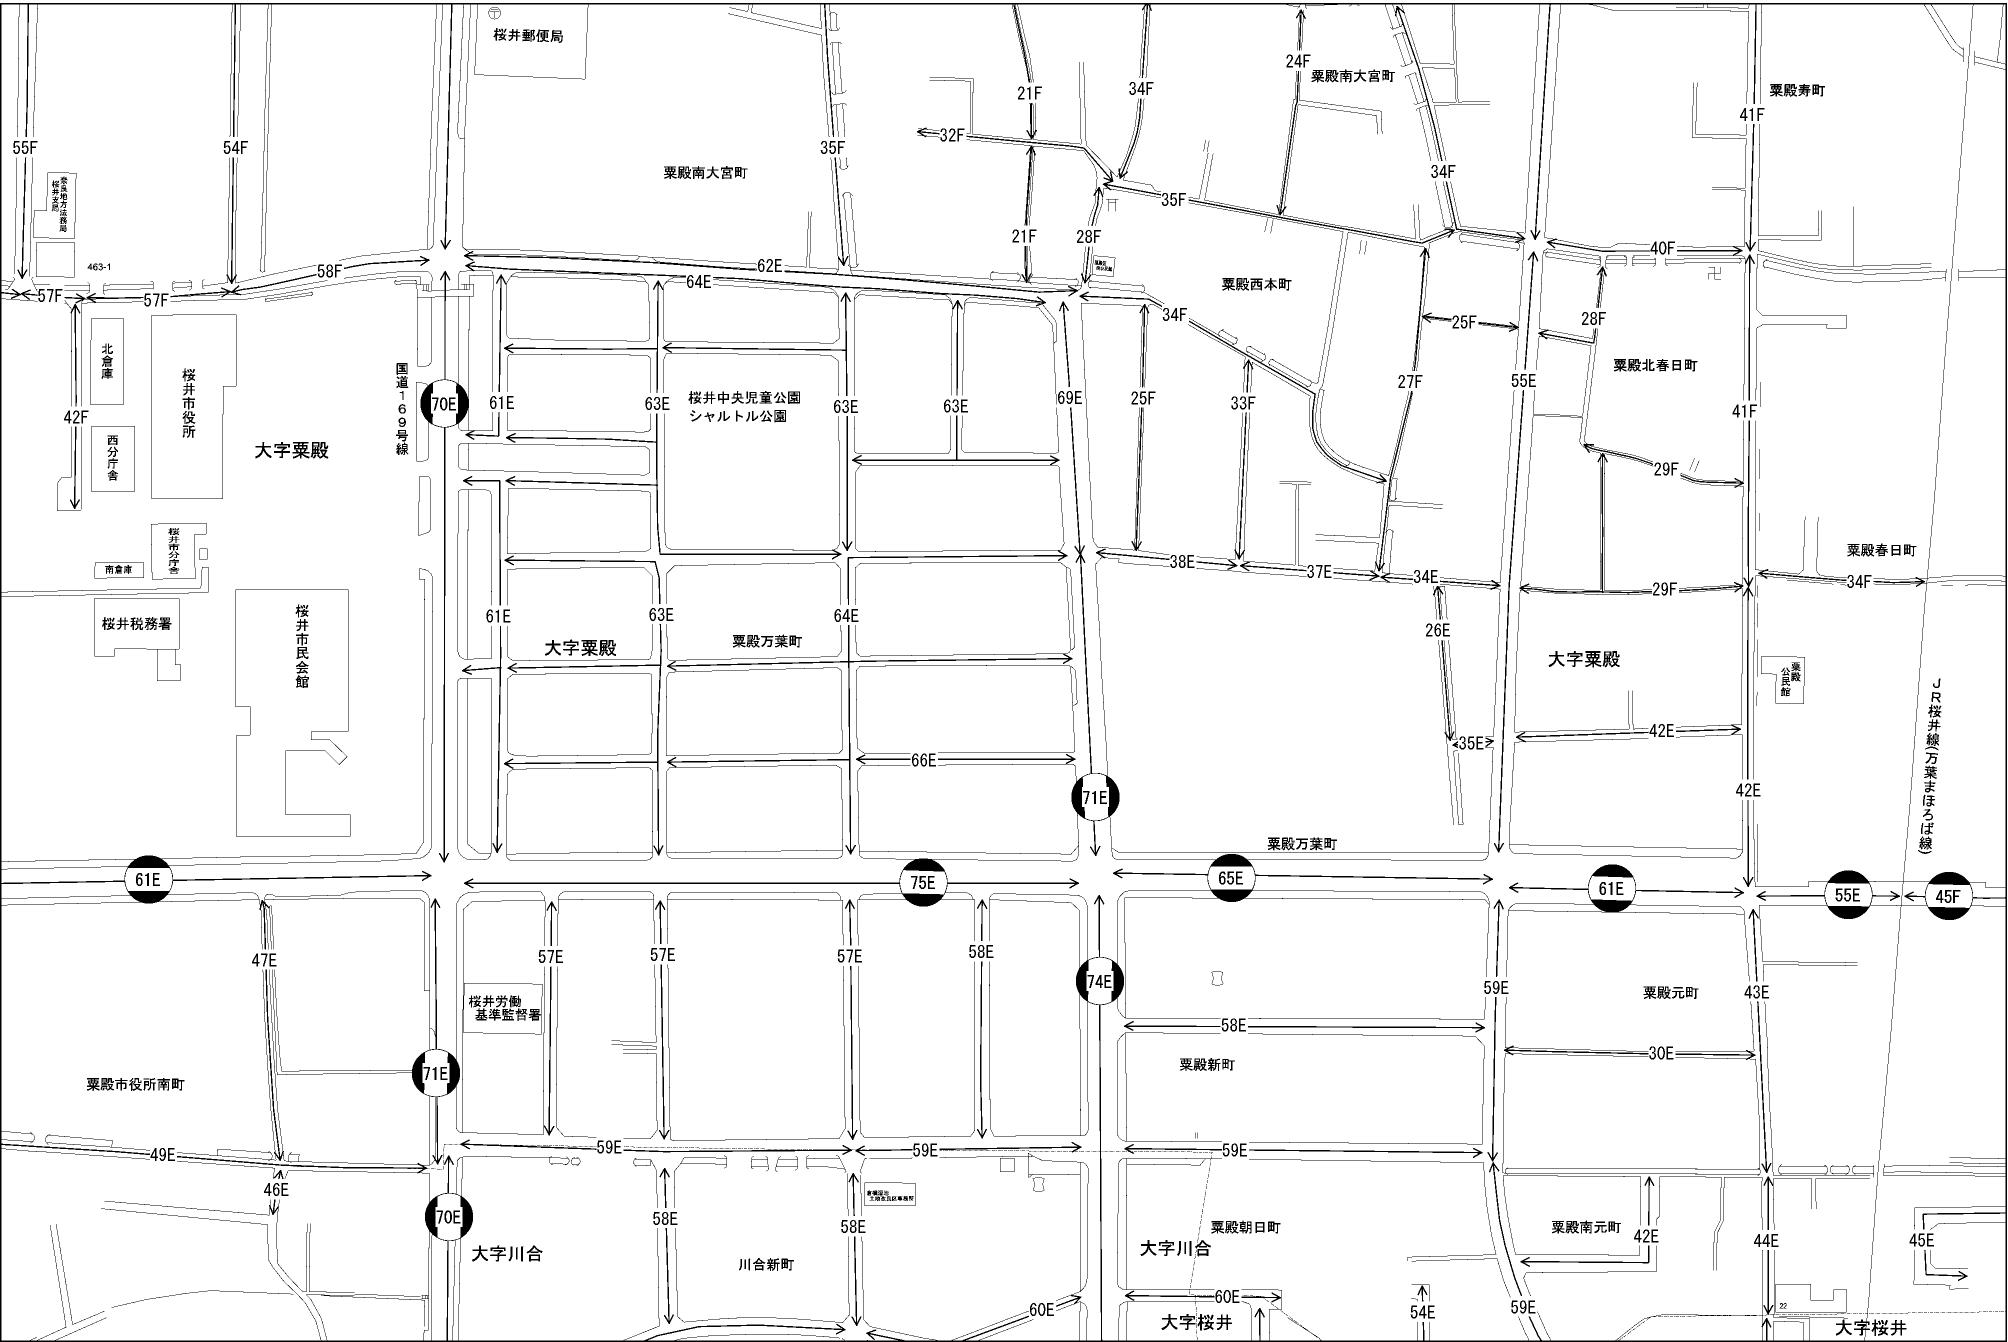 桜井郵便局
粟殿南大宮町
24F
粟殿寿町
21F
34F
41F
32F
55F
54F
35F
粟殿南大宮町
34F
奈良地方法務局
桜井支局
35F
21F
28F
40F
463-1
58F
62E
64E
粟殿西本町
57F
57F
34F
25F
28F
北倉庫
桜井市役所
国道169号線
粟殿北春日町
55E
27F
70E
61E
63E
桜井中央児童公園
シャルトル公園
63E
63E
69E
25F
33F
41F
42F
大字粟殿
西分庁舎
29F
桜井市分庁舎
南倉庫
粟殿春日町
38E
37E
34E
29F
34F
桜井税務署
桜井市民会館
61E
63E
64E
26E
大字粟殿
粟殿万葉町
大字粟殿
粟殿
公民館
JR桜井線(万葉まほろば線)
42E
35E
66E
71E
42E
粟殿万葉町
61E
75E
65E
61E
55E
45F
47E
57E
57E
57E
58E
74E
59E
粟殿元町
43E
桜井労働
基準監督署
58E
30E
71E
粟殿市役所南町
粟殿新町
49E
59E
59E
59E
46E
70E
58E
58E
粟殿朝日町
粟殿南元町
42E
44E
45E
大字川合
大字川合
川合新町
60E
60E
54E
59E
22
大字桜井
大字桜井